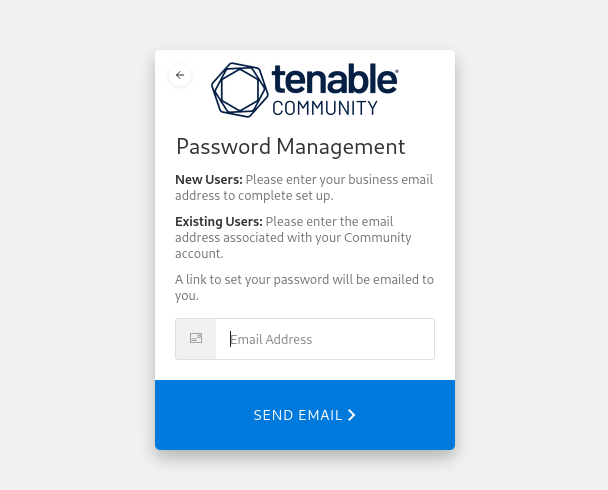 tenable
COMMUNITY
Password Management
New Users: Please enter your business email
address to complete set up.
Existing Users: Please enter the email
address associated with your Community
account.
A link to set your password will be emailed to
you.
Email Address
SEND EMAIL